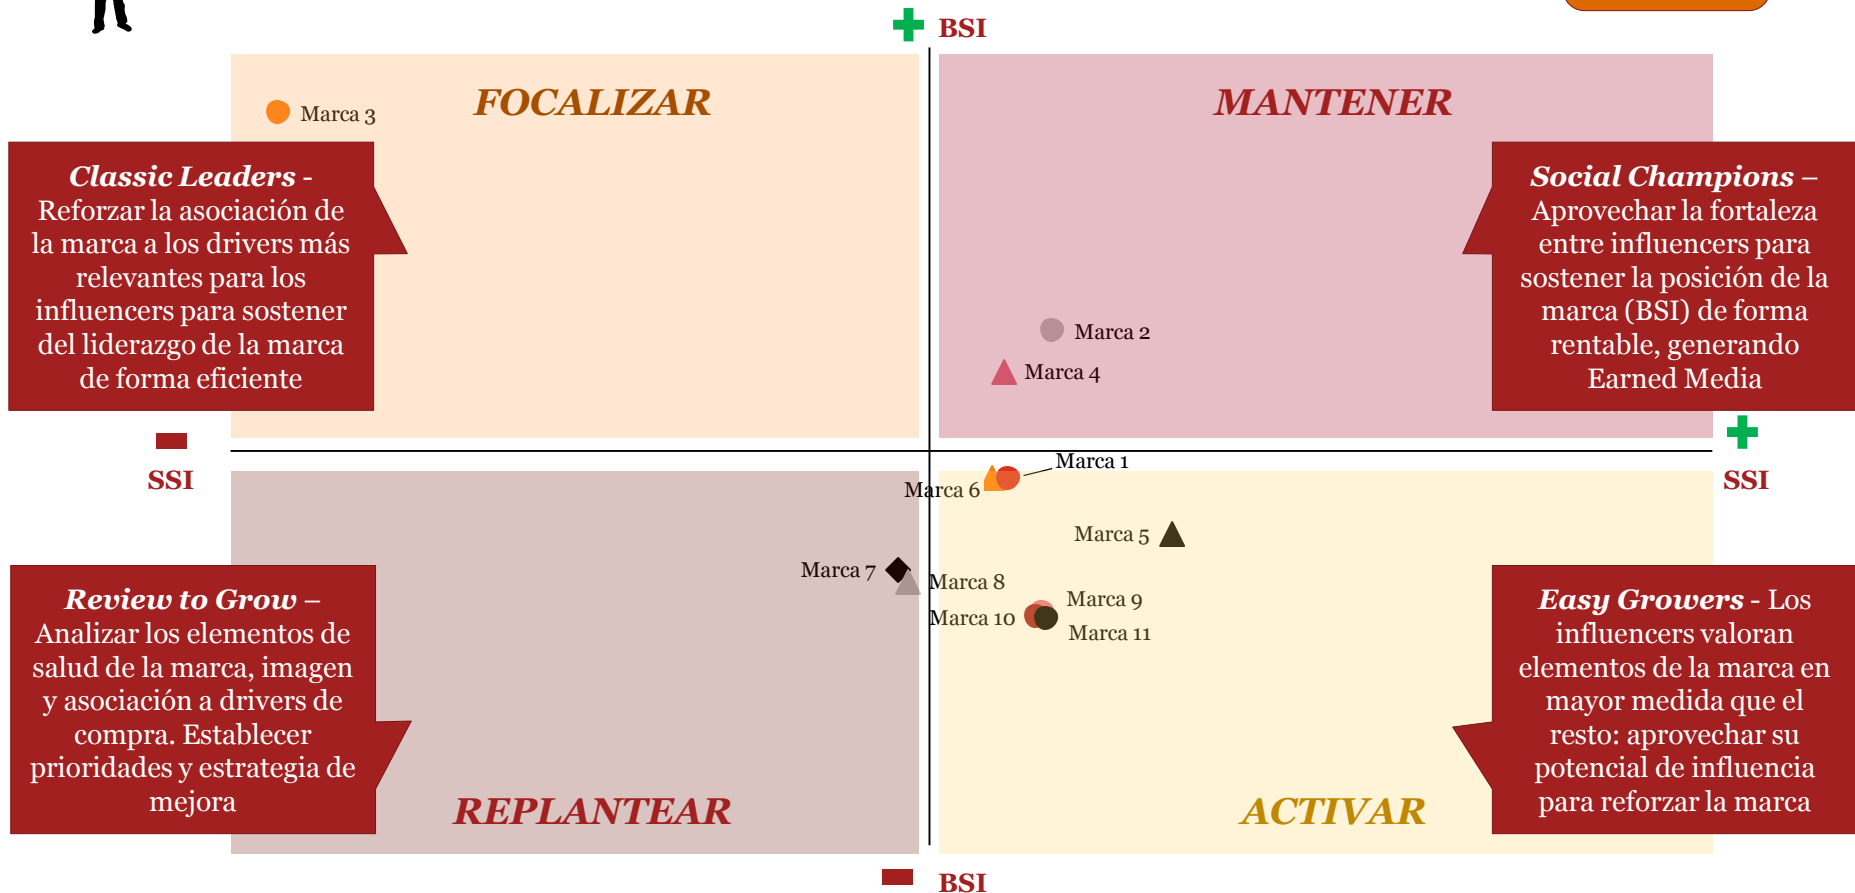 BSI
FOCALIZAR
MANTENER
Marca 3
Classic Leaders -
Reforzar la asociación de
la marca a los drivers más
relevantes para los
influencers para sostener
del liderazgo de la marca
de forma eficiente
Social Champions –
Aprovechar la fortaleza
entre influencers para
sostener la posición de la
marca (BSI) de forma
rentable, generando
Earned Media
Marca 2
Marca 4
SSI
SSI
Marca 1
Marca 6
Marca 5
Marca 7
Marca 8
Marca 9
Marca 10
Marca 11
Review to Grow –
Analizar los elementos de
salud de la marca, imagen
y asociación a drivers de
compra. Establecer
prioridades y estrategia de
mejora
Easy Growers - Los
influencers valoran
elementos de la marca en
mayor medida que el
resto: aprovechar su
potencial de influencia
para reforzar la marca
REPLANTEAR
ACTIVAR
BSI